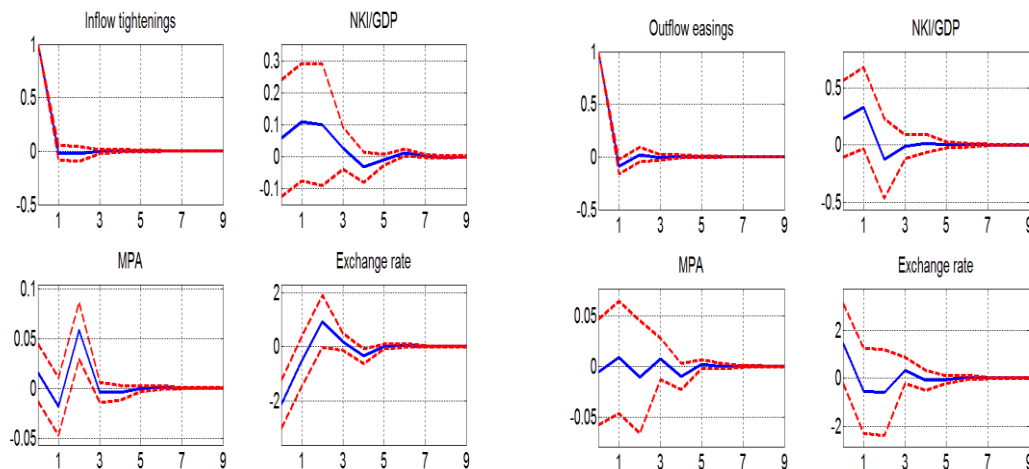 Inflow tightenings
1
0.5
0
-0.5
1 3 5 7 9
NKI/GDP
0.3
0.2
0.1
0
-0.1
1 3 5 7 9
MPA
0.1
0.05
0
-0.05
1 3 5 7 9
Exchange rate
2
0
-2
1 3 5 7 9
Outflow easings
1
0.5
0
-0.5
1 3 5 7 9
NKI/GDP
0.5
0
-0.5
1 3 5 7 9
MPA
0.05
0
-0.05
1 3 5 7 9
Exchange rate
2
0
-2
1 3 5 7 9